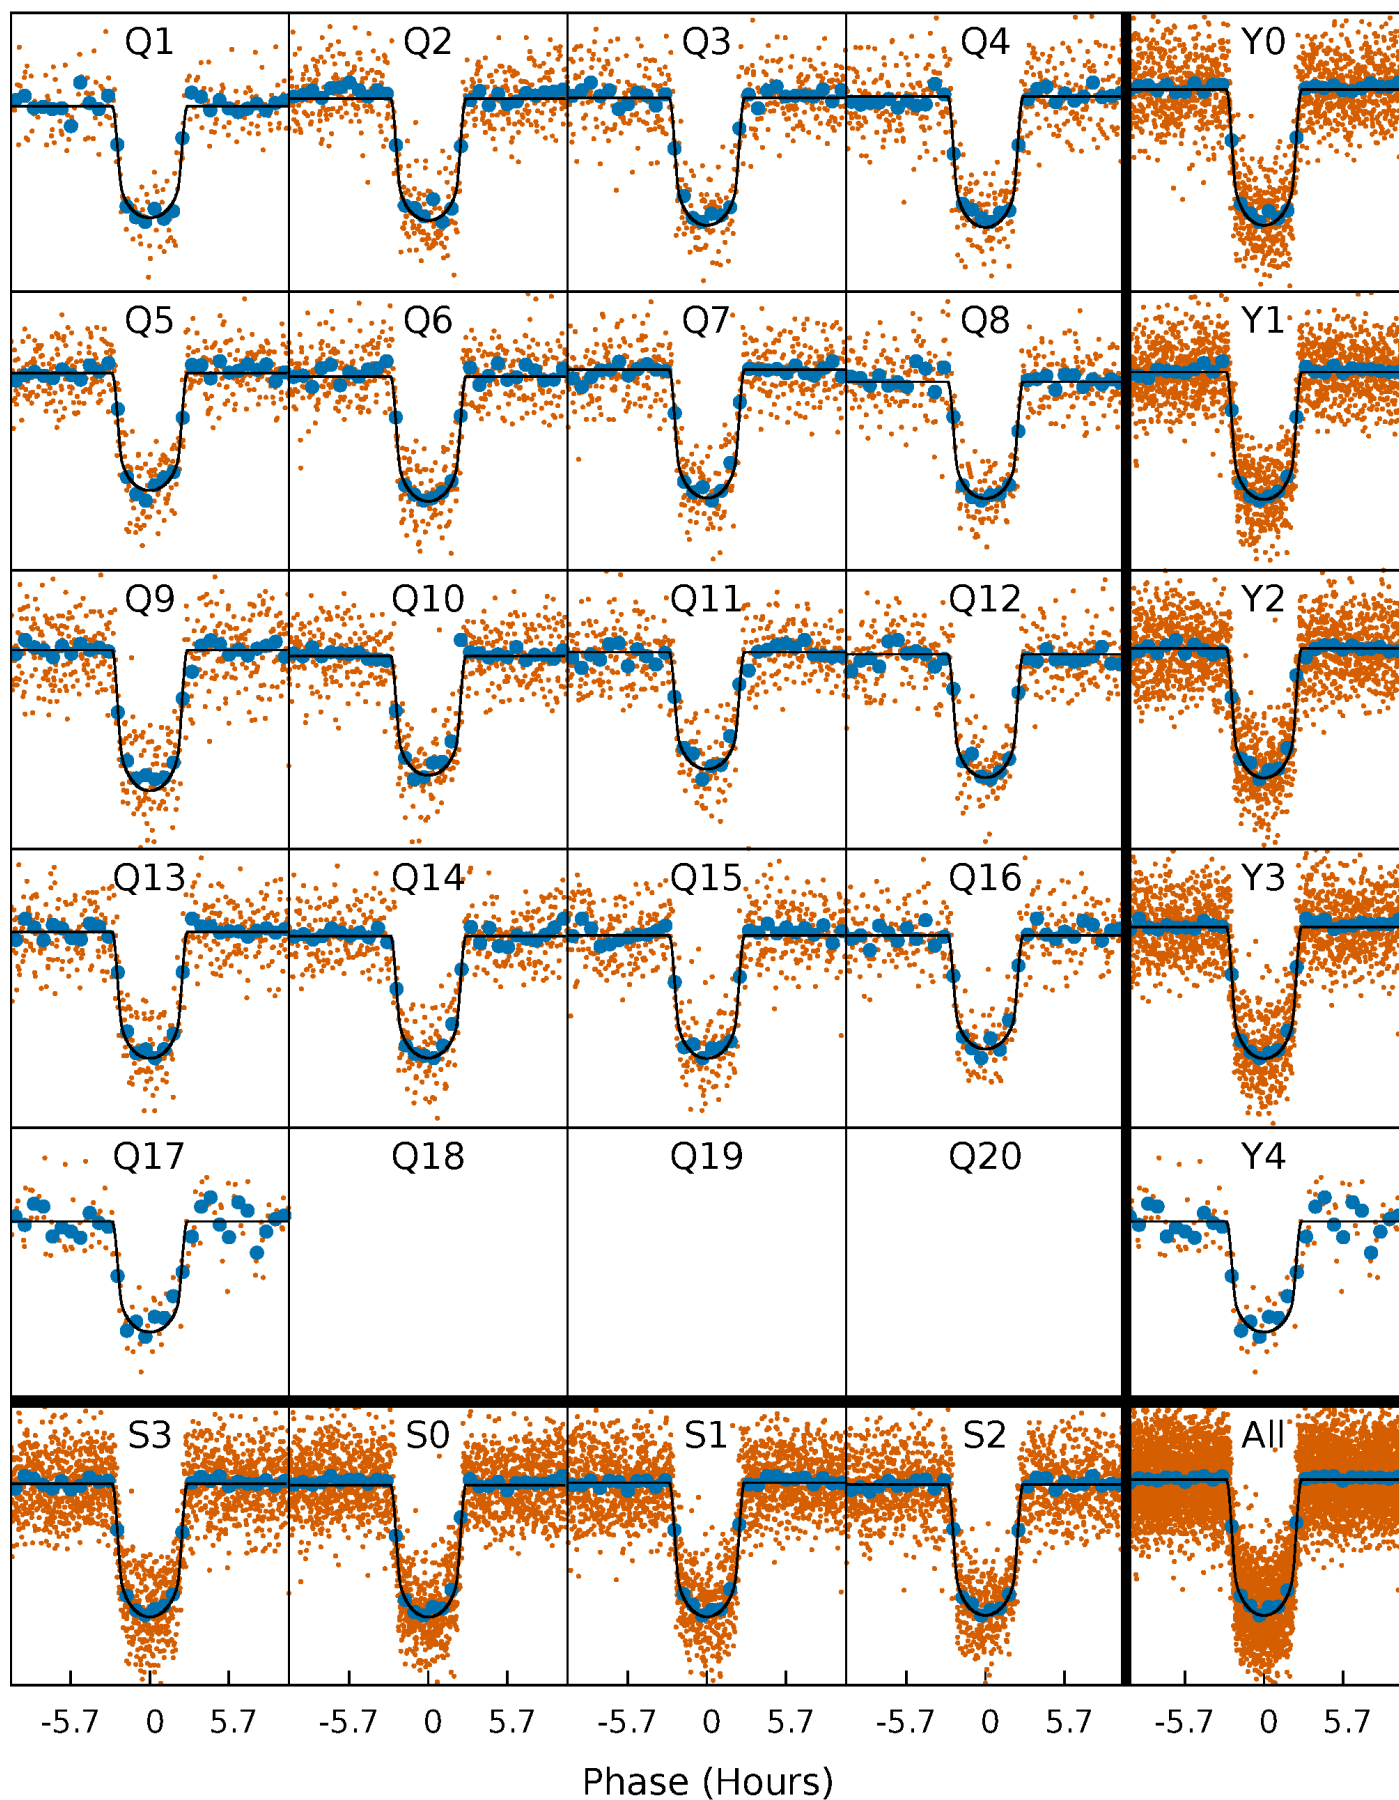 Q1 Q2 Q3 Q4 Y0
Q5 Q6 Q7 Q8 Y1
Q9 Q10 Q11 Q12 Y2
Q13 Q14 Q15 Q16 Y3
Q17 Q18 Q19 Q20 Y4
S3 S0 S1 S2 All
-5.7 0 5.7 -5.7 0 5.7 -5.7 0 5.7 -5.7 0 5.7 -5.7 0 5.7
Phase (Hours)